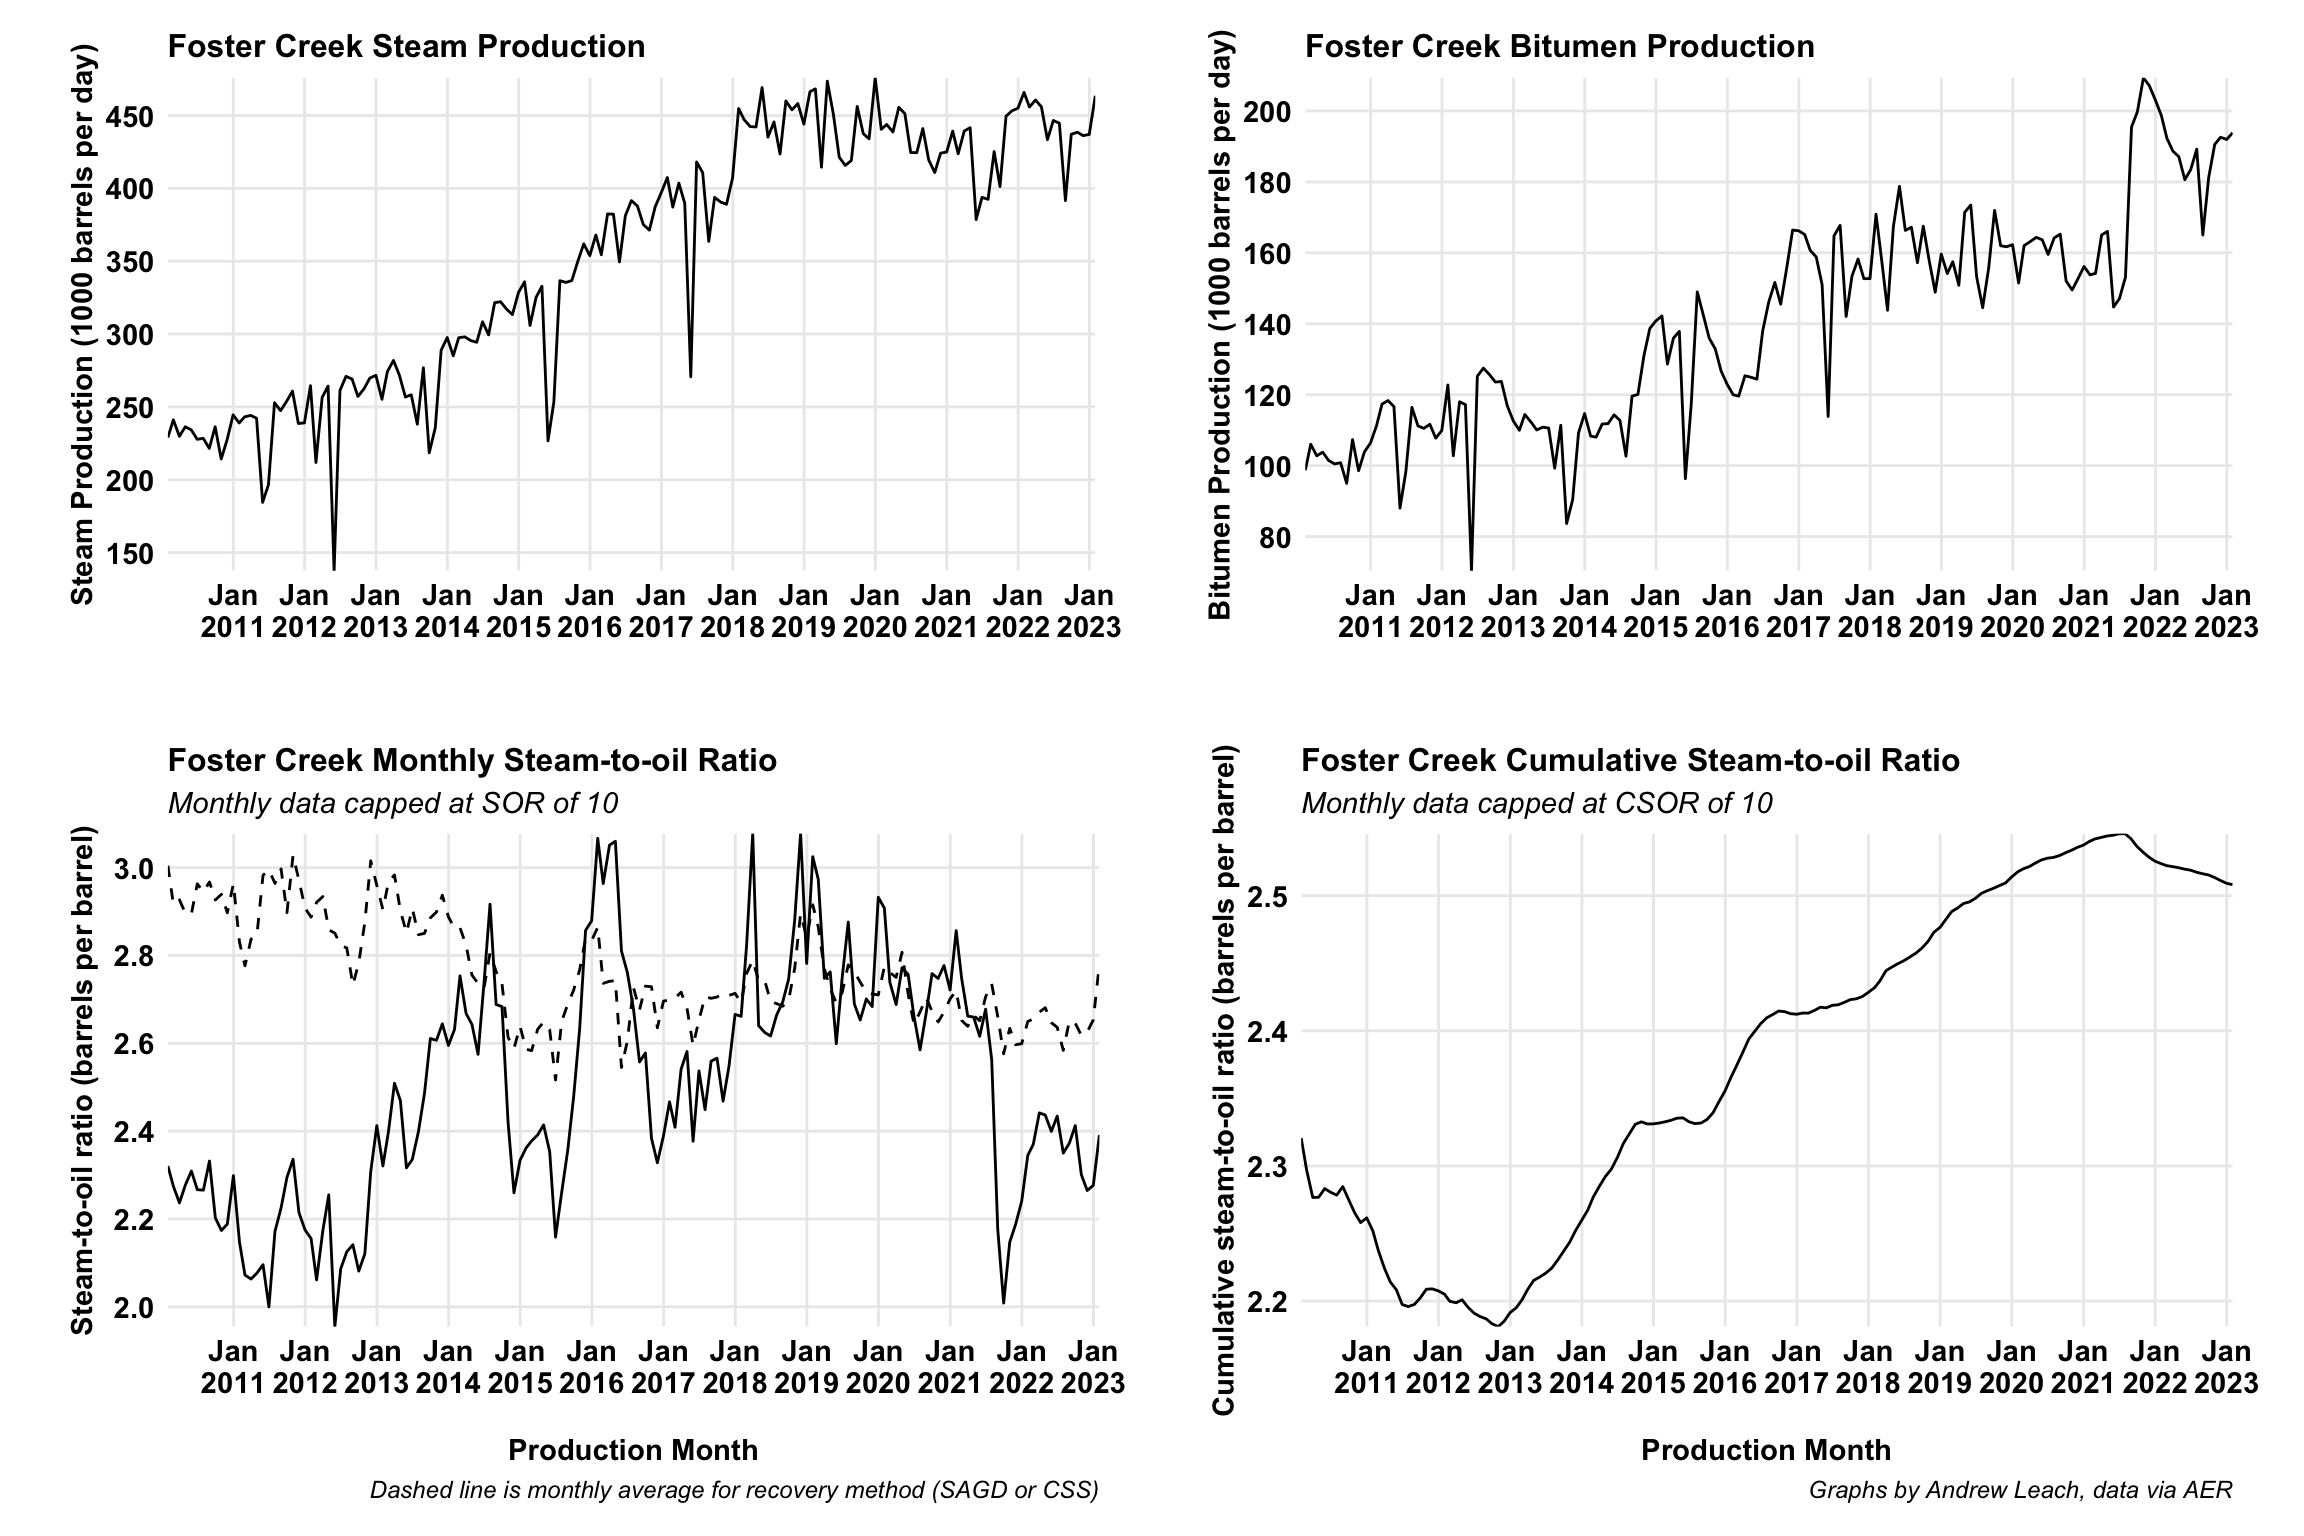 Foster Creek Steam Production
Steam Production (1000 barrels per day)
450
400
350
300
250
200
150
Jan Jan Jan Jan Jan Jan Jan Jan Jan Jan Jan Jan Jan
2011 2012 2013 2014 2015 2016 2017 2018 2019 2020 2021 2022 2023
Foster Creek Bitumen Production
Bitumen Production (1000 barrels per day)
200
180
160
140
120
100
80
Jan Jan Jan Jan Jan Jan Jan Jan Jan Jan Jan Jan Jan
2011 2012 2013 2014 2015 2016 2017 2018 2019 2020 2021 2022 2023
Foster Creek Monthly Steam-to-oil Ratio
Monthly data capped at SOR of 10
Steam-to-oil ratio (barrels per barrel)
3.0
2.8
2.6
2.4
2.2
2.0
Jan Jan Jan Jan Jan Jan Jan Jan Jan Jan Jan Jan Jan
2011 2012 2013 2014 2015 2016 2017 2018 2019 2020 2021 2022 2023
Production Month
Dashed line is monthly average for recovery method (SAGD or CSS)
Foster Creek Cumulative Steam-to-oil Ratio
Monthly data capped at CSOR of 10
Cumulative steam-to-oil ratio (barrels per barrel)
2.5
2.4
2.3
2.2
Jan Jan Jan Jan Jan Jan Jan Jan Jan Jan Jan Jan Jan
2011 2012 2013 2014 2015 2016 2017 2018 2019 2020 2021 2022 2023
Production Month
Graphs by Andrew Leach, data via AER